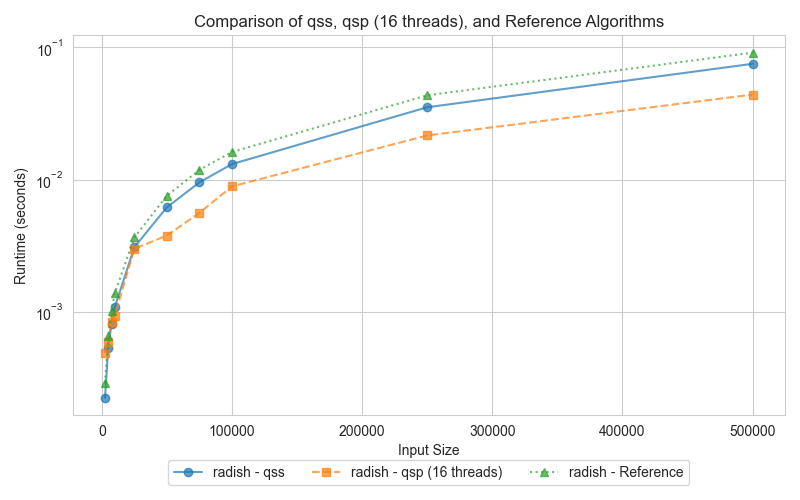 Comparison of qss, qsp (16 threads), and Reference Algorithms
10⁻¹
10⁻²
10⁻³
Runtime (seconds)
0 100000 200000 300000 400000 500000
Input Size
radish - qss radish - qsp (16 threads) radish - Reference